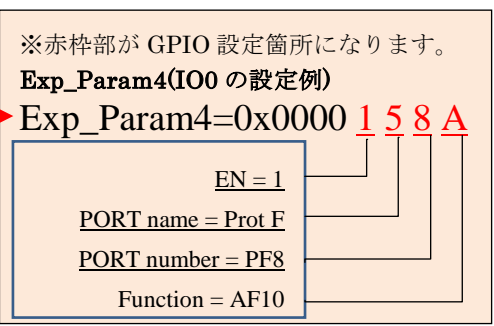 ※赤枠部が GPIO 設定箇所になります。
Exp_Param4(IO0 の設定例)
Exp_Param4=0x0000 1 5 8 A
EN = 1
PORT name = Prot F
PORT number = PF8
Function = AF10